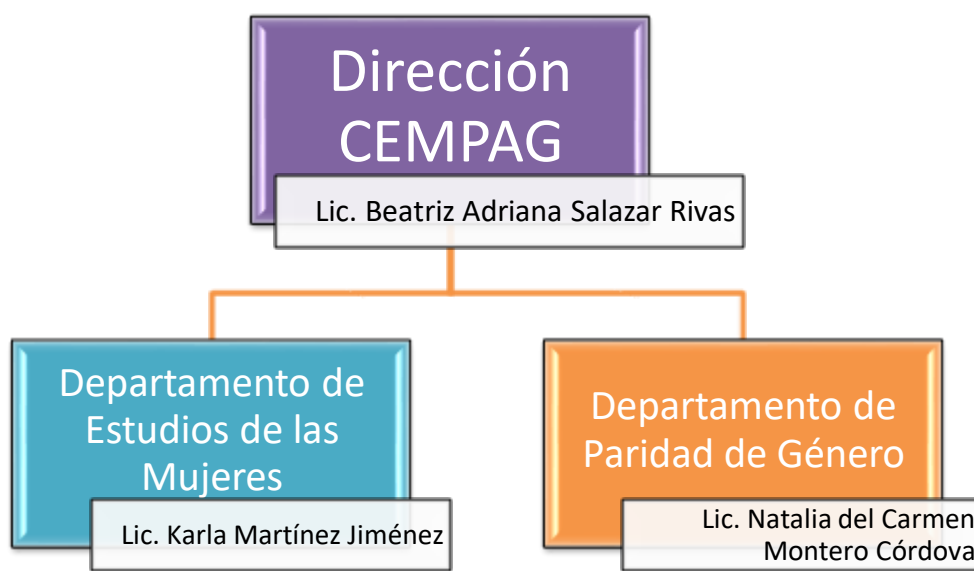 Dirección
CEMPAG
Lic. Beatriz Adriana Salazar Rivas
Departamento de
Estudios de las
Mujeres
Lic. Karla Martínez Jiménez
Departamento de
Paridad de Género
Lic. Natalia del Carmen
Montero Córdova